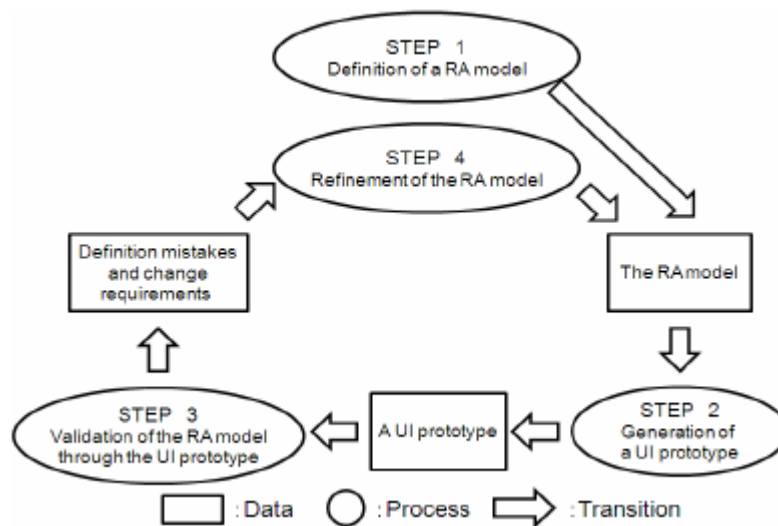 STEP 1
Definition of a RA model
STEP 4
Refinement of the RA model
Definition mistakes
and change
requirements
The RA model
STEP 3
Validation of the RA model
through the UI prototype
A UI prototype
STEP 2
Generation of
a UI prototype
: Data
: Process
: Transition